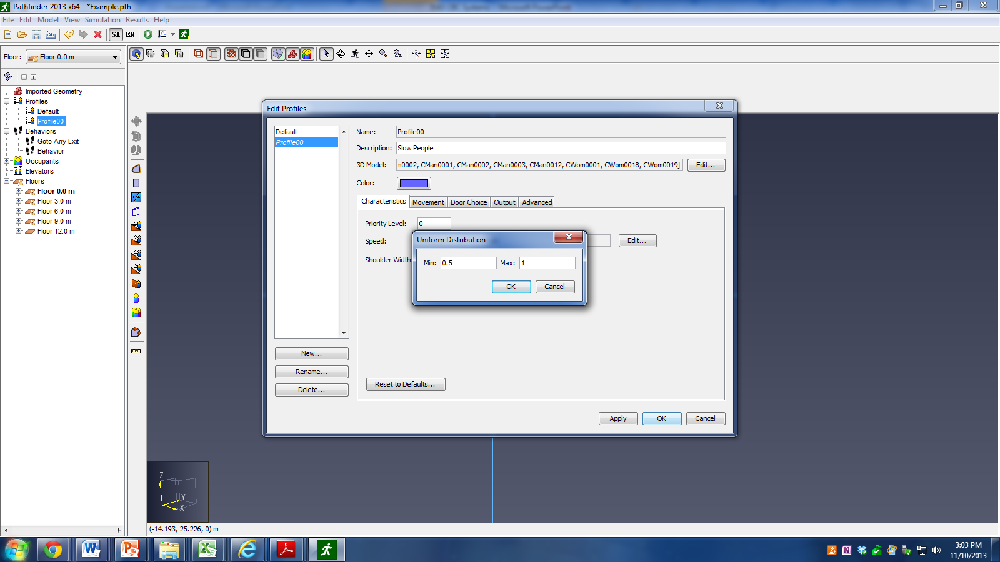 Pathfinder 2013 x64 - *Example.pth
File Edit Model View Simulation Results Help
SI EN
Floor: Floor 0.0 m
Imported Geometry
Profiles
Default
Profile00
Behaviors
Goto Any Exit
Behavior
Occupants
Elevators
Floors
Floor 0.0 m
Floor 3.0 m
Floor 6.0 m
Floor 9.0 m
Floor 12.0 m
Edit Profiles
Default
Profile00
New...
Rename...
Delete...
Name: Profile00
Description: Slow People
3D Model: n0002, CMan0001, CMan0002, CMan0003, CMan0012, CWom0001, CWom0018, CWom0019] Edit...
Color:
Characteristics Movement Door Choice Output Advanced
Priority Level: 0
Speed: Edit...
Shoulder Width
Uniform Distribution
Min: 0.5 Max: 1
OK Cancel
Reset to Defaults...
Apply OK Cancel
Z
Y
X
(-14.193, 25.226, 0) m
3:03 PM
11/10/2013